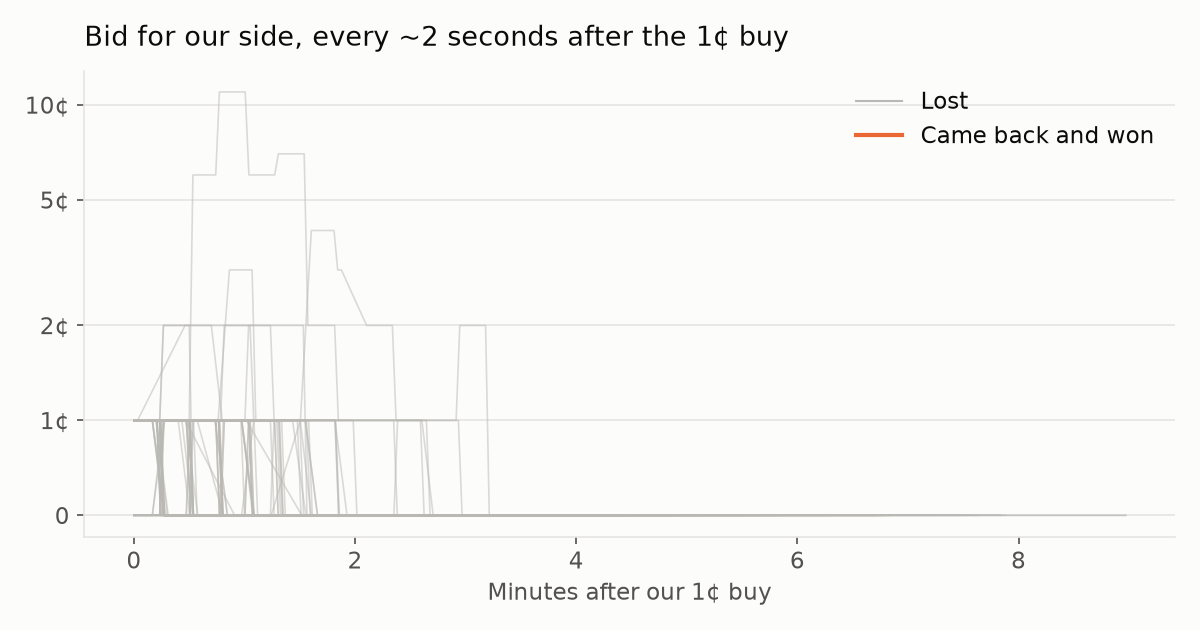 Bid for our side, every ~2 seconds after the 1¢ buy
Lost
Came back and won
10¢
5¢
2¢
1¢
0
0 2 4 6 8
Minutes after our 1¢ buy